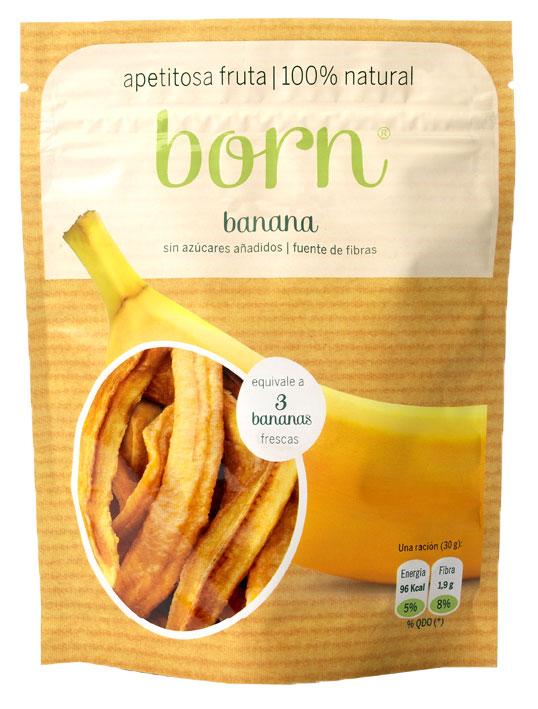 apetitosa fruta | 100% natural
born®
banana
sin azúcares añadidos | fuente de fibras
equivale a
3
bananas
frescas
Una ración (30 g):
Energía Fibra
96 Kcal 1,9 g
5% 8%
% QDO (*)